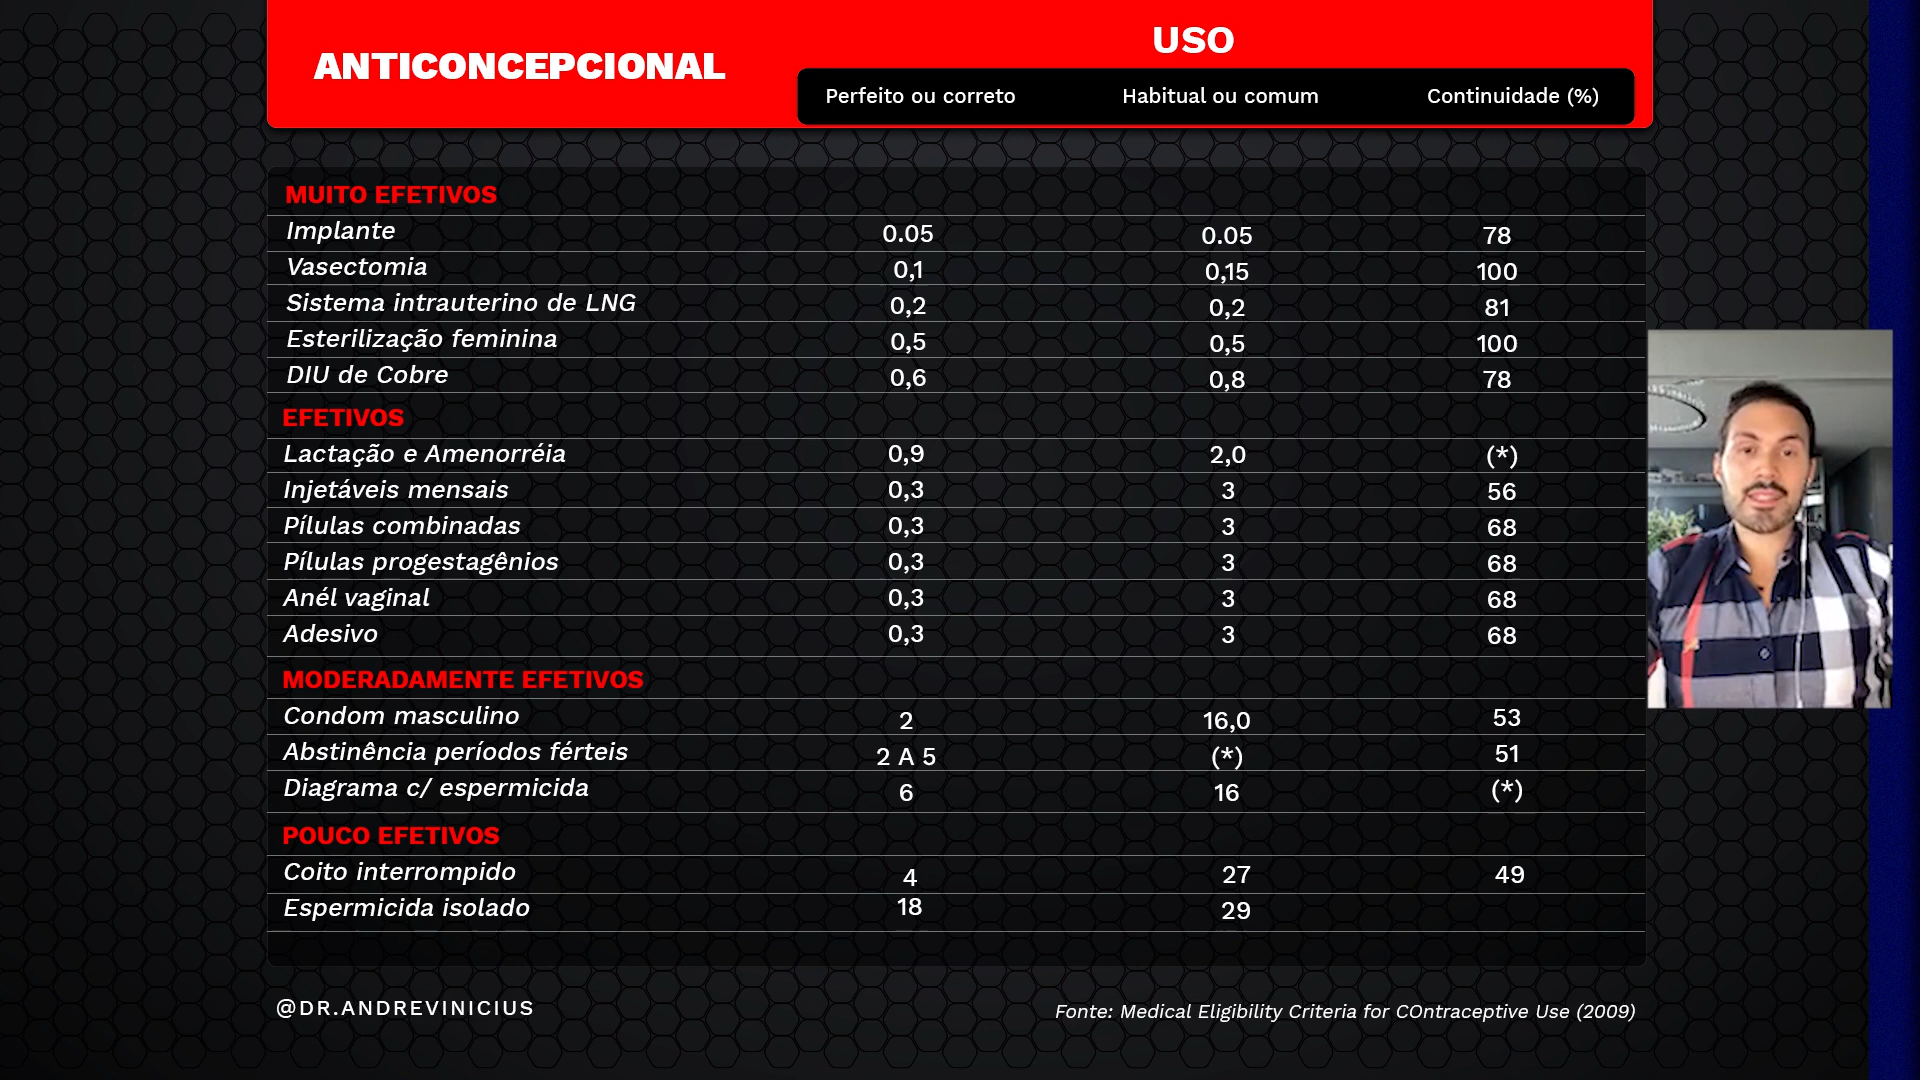 ANTICONCEPCIONAL
USO
Perfeito ou correto Habitual ou comum Continuidade (%)
MUITO EFETIVOS
Implante 0.05 0.05 78
Vasectomia 0,1 0,15 100
Sistema intrauterino de LNG 0,2 0,2 81
Esterilização feminina 0,5 0,5 100
DIU de Cobre 0,6 0,8 78
EFETIVOS
Lactação e Amenorréia 0,9 2,0 (*)
Injetáveis mensais 0,3 3 56
Pílulas combinadas 0,3 3 68
Pílulas progestagênios 0,3 3 68
Anél vaginal 0,3 3 68
Adesivo 0,3 3 68
MODERADAMENTE EFETIVOS
Condom masculino 2 16,0 53
Abstinência períodos férteis 2 A 5 (*) 51
Diagrama c/ espermicida 6 16 (*)
POUCO EFETIVOS
Coito interrompido 4 27 49
Espermicida isolado 18 29
@DR.ANDREVINICIUS
Fonte: Medical Eligibility Criteria for COntraceptive Use (2009)